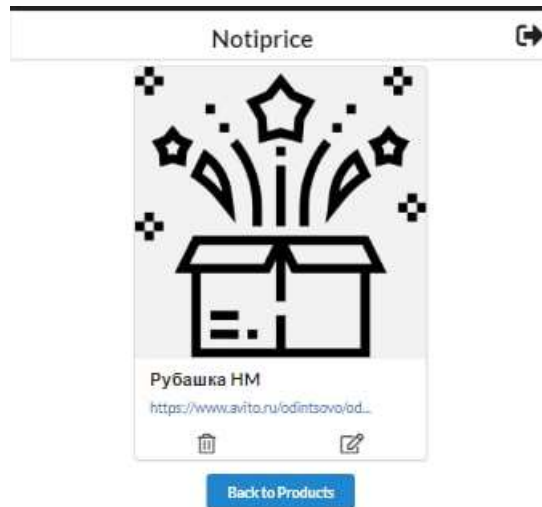 Notiprice
Рубашка HM
https://www.avito.ru/odintsovo/od...
Back to Products